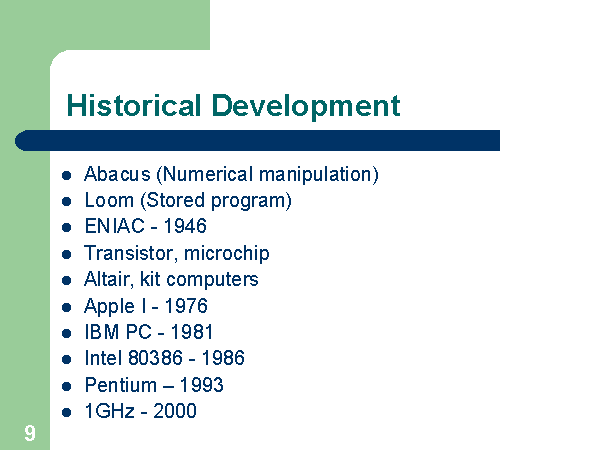 Historical Development
Abacus (Numerical manipulation)
Loom (Stored program)
ENIAC - 1946
Transistor, microchip
Altair, kit computers
Apple I - 1976
IBM PC - 1981
Intel 80386 - 1986
Pentium – 1993
1GHz - 2000
9